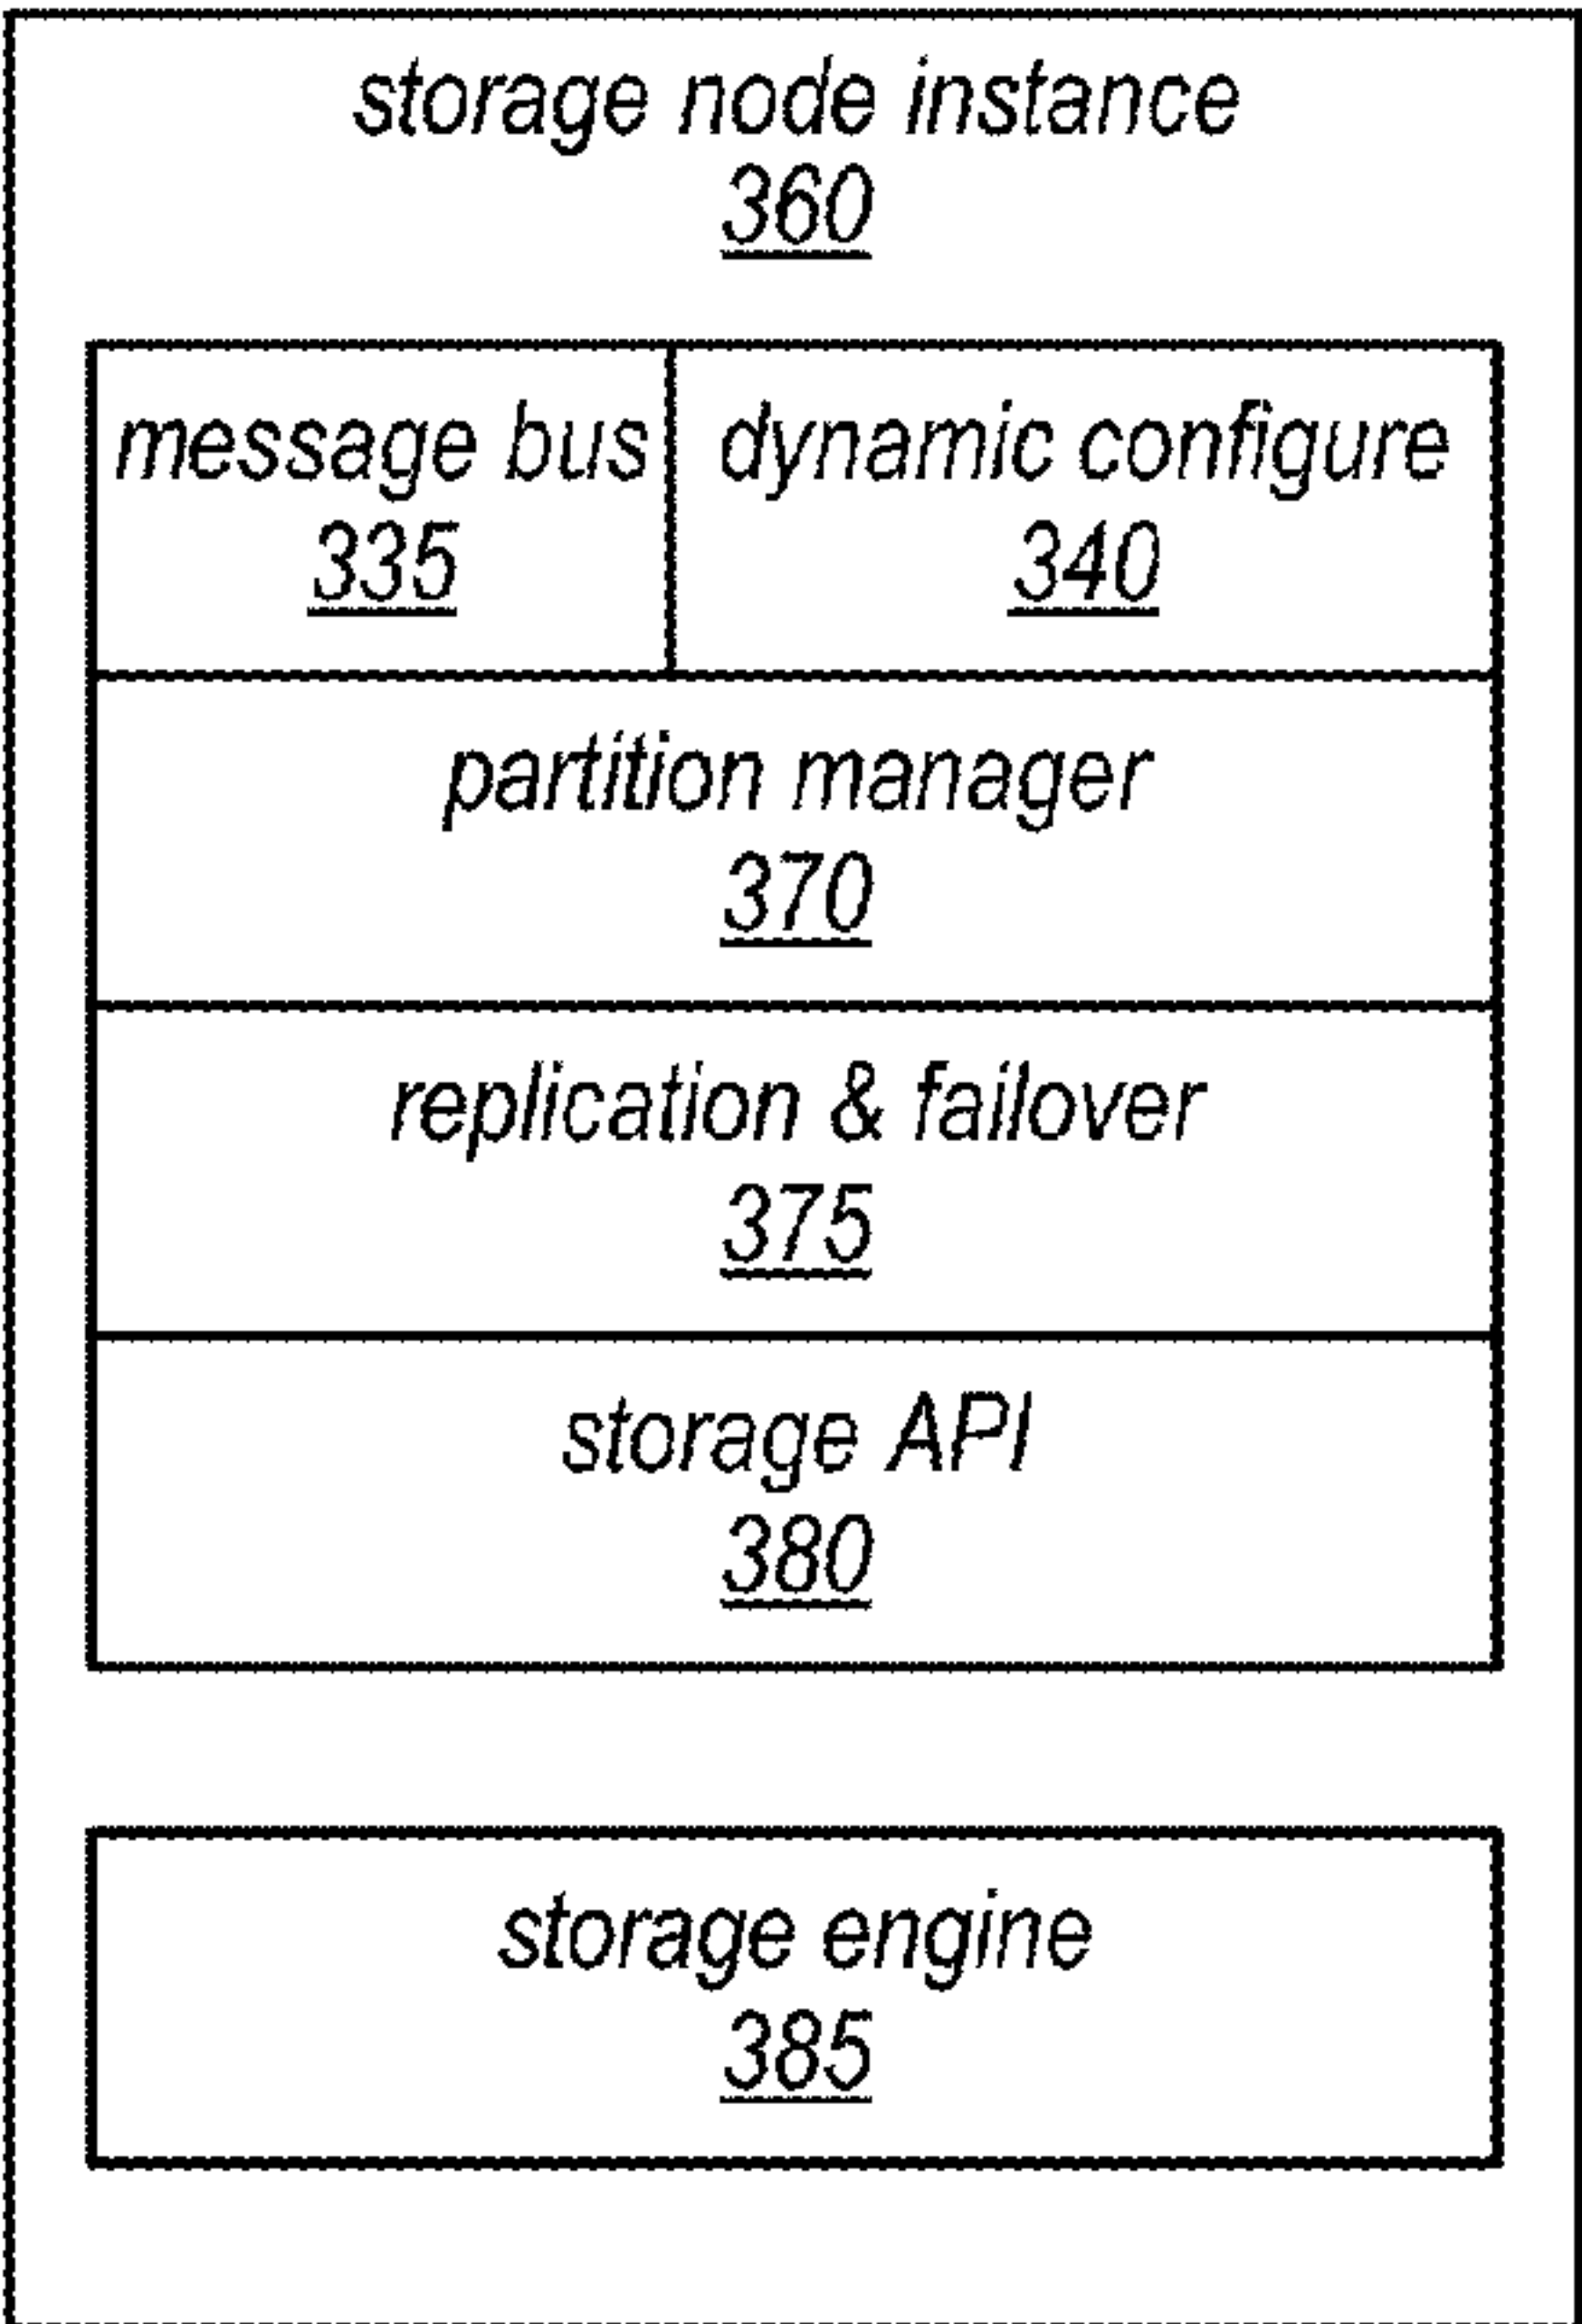 storage node instance
360
message bus dynamic configure
335 340
partition manager
370
replication & failover
375
storage API
380
storage engine
385